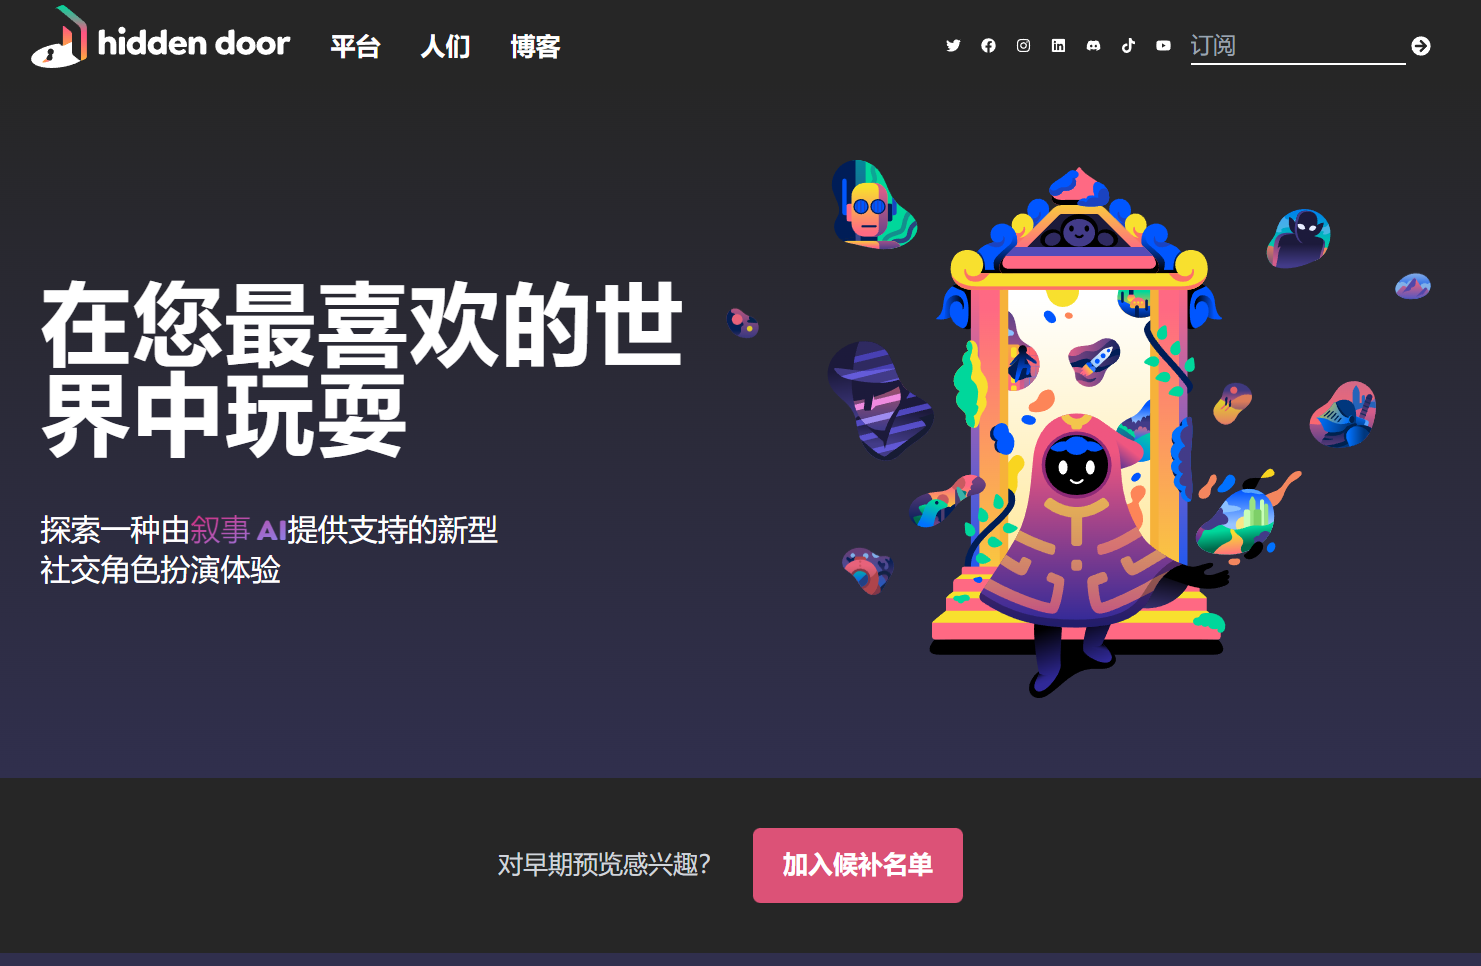 hidden door 平台 人们 博客 订阅
在您最喜欢的世
界中玩耍
探索一种由叙事 AI提供支持的新型
社交角色扮演体验
对早期预览感兴趣? 加入候补名单